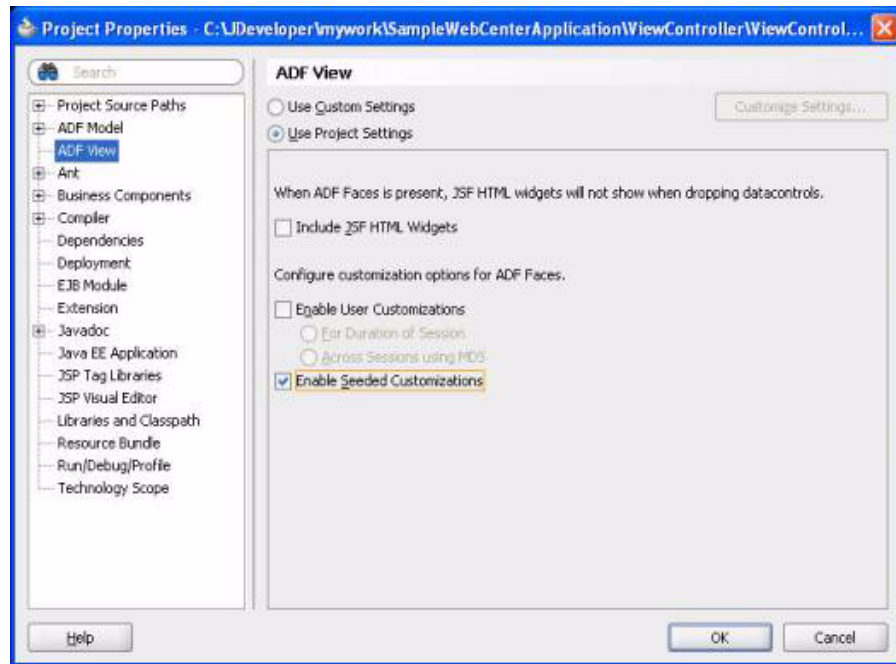 Project Properties - C:\JDeveloper\mywork\SampleWebCenterApplication\ViewController\ViewControl...
Search
Project Source Paths
ADF Model
ADF View
Ant
Business Components
Compiler
Dependencies
Deployment
EJB Module
Extension
Javadoc
Java EE Application
JSP Tag Libraries
JSP Visual Editor
Libraries and Classpath
Resource Bundle
Run/Debug/Profile
Technology Scope
ADF View
Use Custom Settings
Customize Settings...
Use Project Settings
When ADF Faces is present, JSF HTML widgets will not show when dropping datacontrols.
Include JSF HTML Widgets
Configure customization options for ADF Faces.
Enable User Customizations
For Duration of Session
Across Sessions using MDS
Enable Seeded Customizations
Help
OK
Cancel